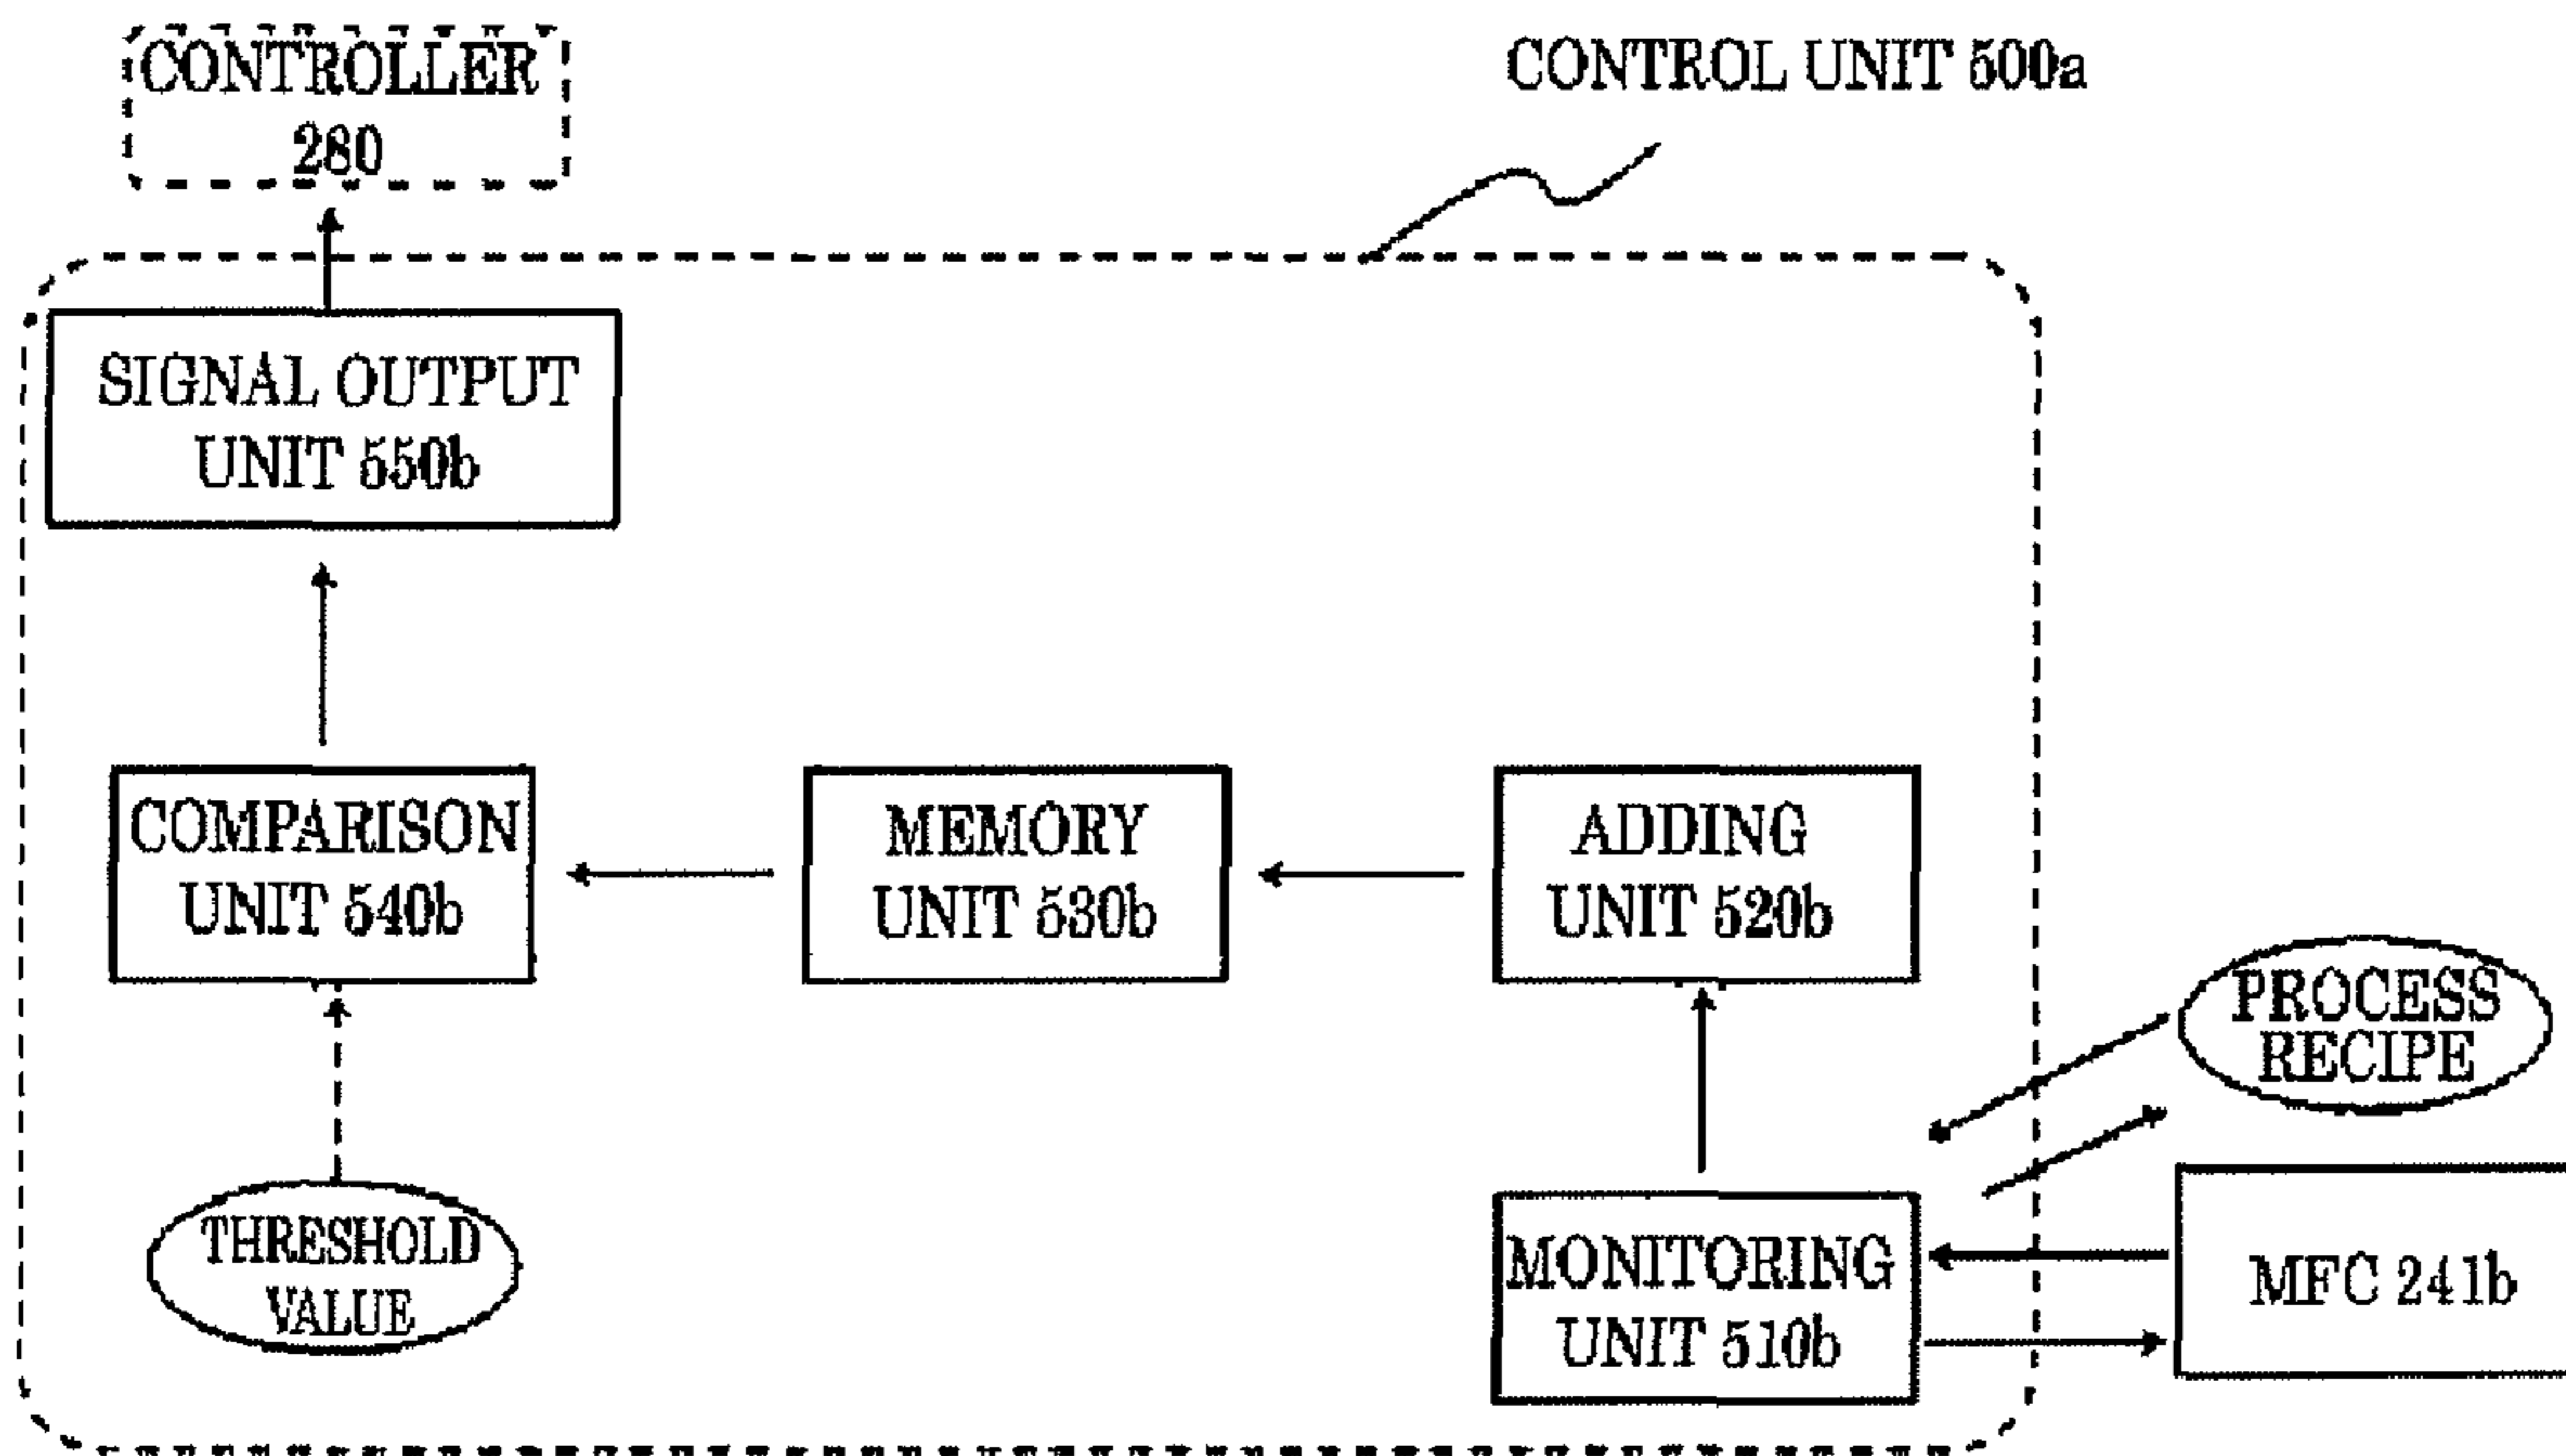 CONTROLLER
280
CONTROL UNIT 500a
SIGNAL OUTPUT
UNIT 550b
COMPARISON
UNIT 540b
MEMORY
UNIT 530b
ADDING
UNIT 520b
PROCESS
RECIPE
THRESHOLD
VALUE
MONITORING
UNIT 510b
MFC 241b